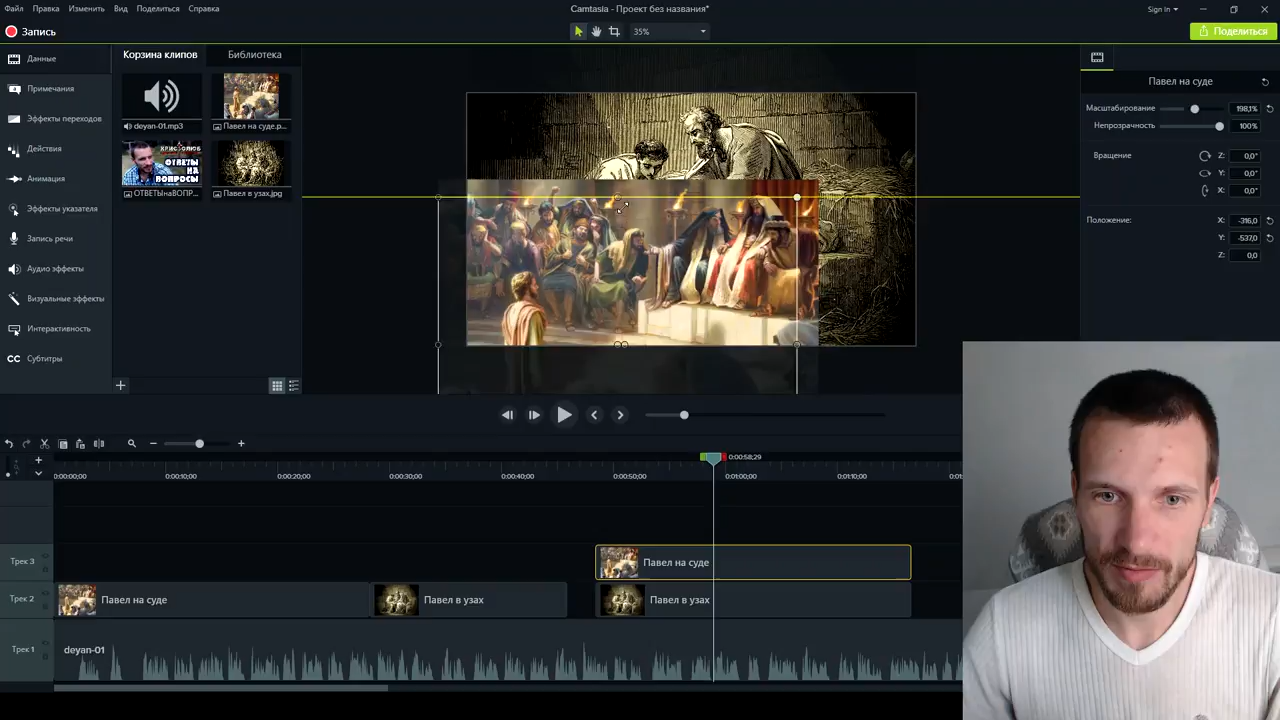 Файл Правка Изменить Вид Поделиться Справка Camtasia - Проект без названия* Sign In
Запись 35% Поделиться
Данные
Примечания
Эффекты переходов
Действия
Анимация
Эффекты указателя
Запись речи
Аудио эффекты
Визуальные эффекты
Интерактивность
CC Субтитры
Корзина клипов Библиотека
deyan-01.mp3 Павел на суде.p...
ХРИСТОЛЮБ
ОТВЕТЫ
НА
ВОПРОСЫ
ОТВЕТЫнаВОПР... Павел в узах.jpg
Павел на суде
Масштабирование 198,1%
Непрозрачность 100%
Вращение Z: 0,0°
Y: 0,0°
X: 0,0°
Положение: X: -316,0
Y: -537,0
Z: 0,0
0:00:58;29
0:00:00;00 0:00:10;00 0:00:20;00 0:00:30;00 0:00:40;00 0:00:50;00 0:01:00;00 0:01:10;00 0:01
Трек 3 Павел на суде
Трек 2 Павел на суде Павел в узах Павел в узах
Трек 1 deyan-01